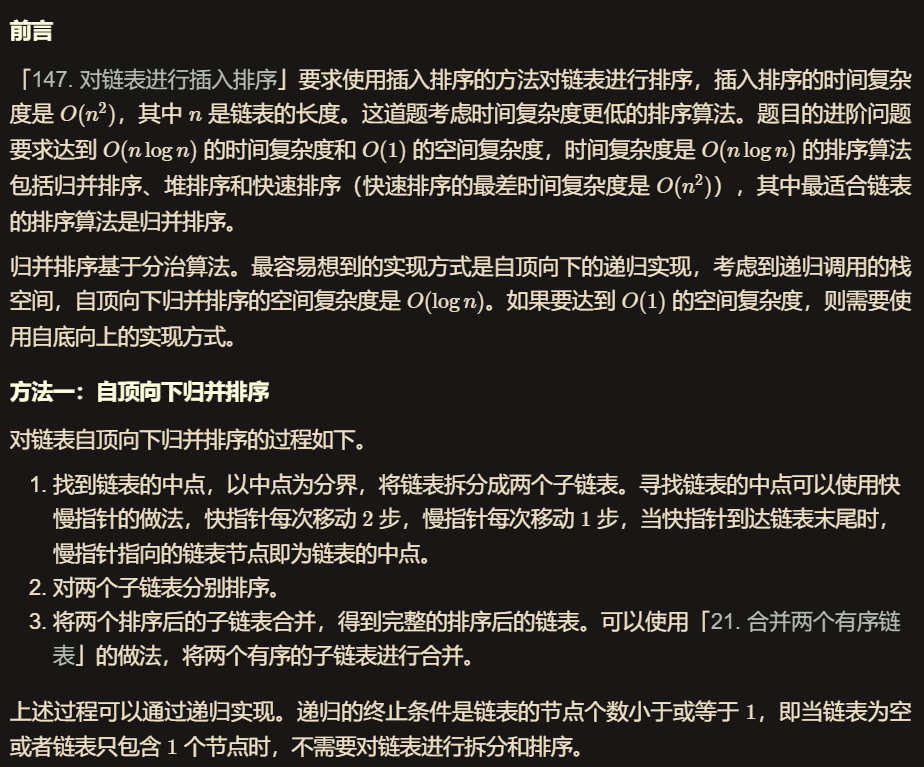 前言
「147. 对链表进行插入排序」要求使用插入排序的方法对链表进行排序，插入排序的时间复杂
度是 O(n²)，其中 n 是链表的长度。这道题考虑时间复杂度更低的排序算法。题目的进阶问题
要求达到 O(n log n) 的时间复杂度和 O(1) 的空间复杂度，时间复杂度是 O(n log n) 的排序算法
包括归并排序、堆排序和快速排序（快速排序的最差时间复杂度是 O(n²)），其中最适合链表
的排序算法是归并排序。
归并排序基于分治算法。最容易想到的实现方式是自顶向下的递归实现，考虑到递归调用的栈
空间，自顶向下归并排序的空间复杂度是 O(log n)。如果要达到 O(1) 的空间复杂度，则需要使
用自底向上的实现方式。
方法一：自顶向下归并排序
对链表自顶向下归并排序的过程如下。
1. 找到链表的中点，以中点为分界，将链表拆分成两个子链表。寻找链表的中点可以使用快
慢指针的做法，快指针每次移动 2 步，慢指针每次移动 1 步，当快指针到达链表末尾时，
慢指针指向的链表节点即为链表的中点。
2. 对两个子链表分别排序。
3. 将两个排序后的子链表合并，得到完整的排序后的链表。可以使用「21. 合并两个有序链
表」的做法，将两个有序的子链表进行合并。
上述过程可以通过递归实现。递归的终止条件是链表的节点个数小于或等于 1，即当链表为空
或者链表只包含 1 个节点时，不需要对链表进行拆分和排序。